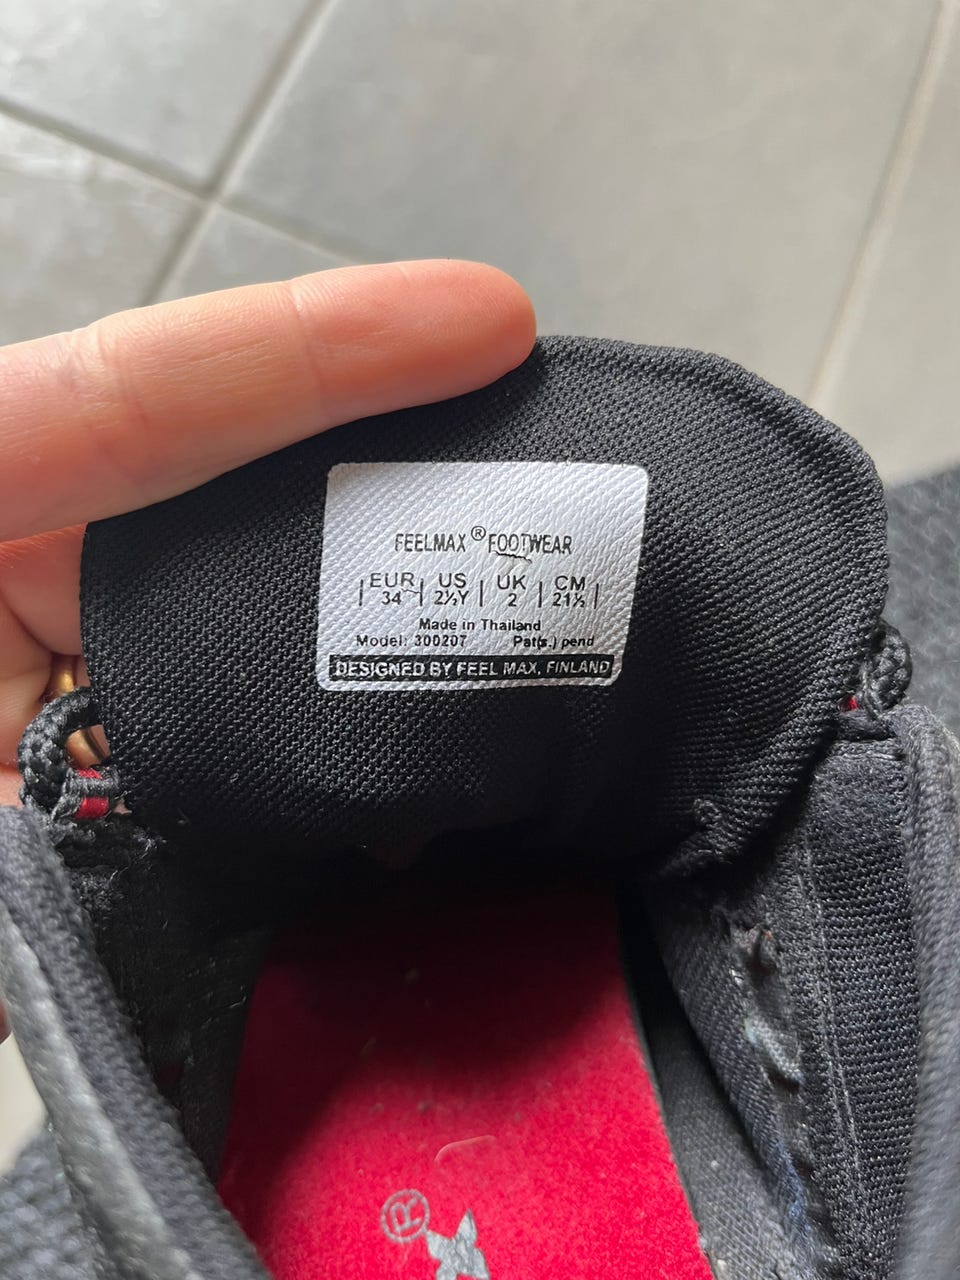 FEELMAX® FOOTWEAR
| EUR | US | UK | CM |
| 34 | 2½Y | 2 | 21½ |
Made in Thailand
Model: 300207 Pat(s.) pend
DESIGNED BY FEEL MAX, FINLAND
®